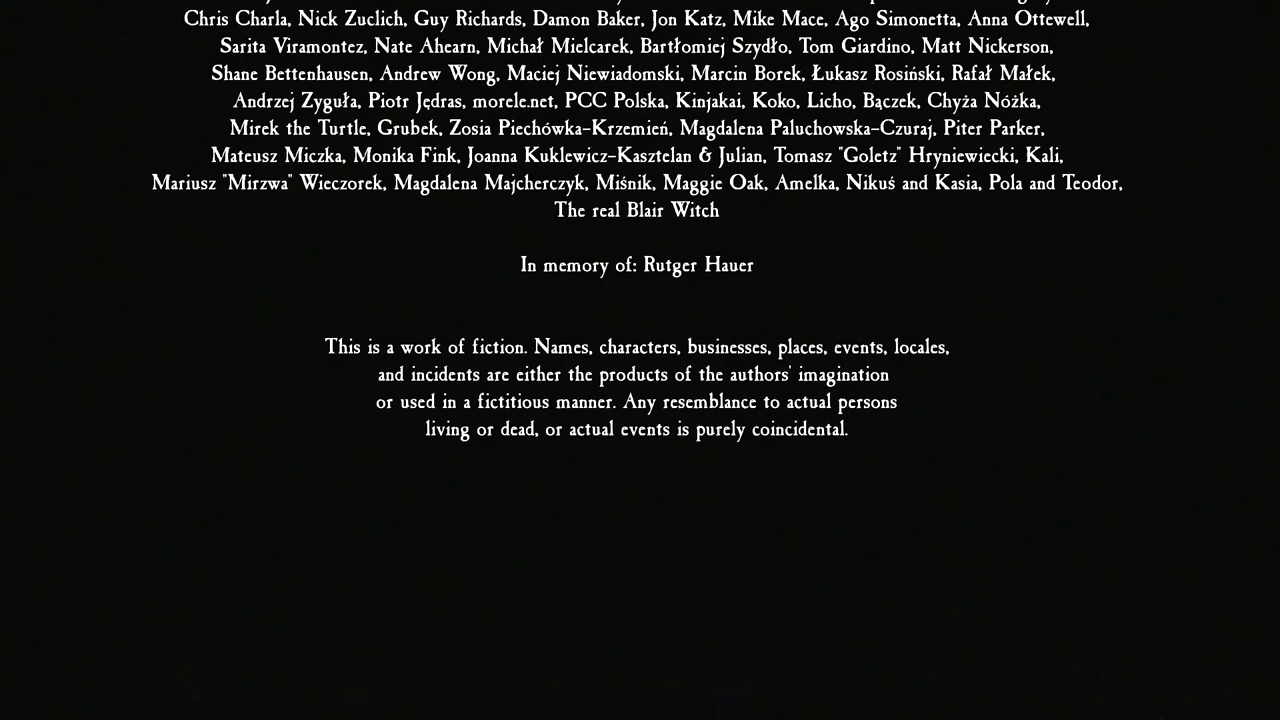 Chris Charla, Nick Zuclich, Guy Richards, Damon Baker, Jon Katz, Mike Mace, Ago Simonetta, Anna Ottewell,
Sarita Viramontez, Nate Ahearn, Michał Mielcarek, Bartłomiej Szydło, Tom Giardino, Matt Nickerson,
Shane Bettenhausen, Andrew Wong, Maciej Niewiadomski, Marcin Borek, Łukasz Rosiński, Rafał Małek,
Andrzej Zyguła, Piotr Jędras, morele.net, PCC Polska, Kinjakai, Koko, Licho, Bączek, Chyża Nóżka,
Mirek the Turtle, Grubek, Zosia Piechówka-Krzemień, Magdalena Paluchowska-Czuraj, Piter Parker,
Mateusz Miczka, Monika Fink, Joanna Kuklewicz-Kasztelan & Julian, Tomasz "Goletz" Hryniewiecki, Kali,
Mariusz "Mirzwa" Wieczorek, Magdalena Majcherczyk, Miśnik, Maggie Oak, Amelka, Nikuś and Kasia, Pola and Teodor,
The real Blair Witch
In memory of: Rutger Hauer
This is a work of fiction. Names, characters, businesses, places, events, locales,
and incidents are either the products of the authors' imagination
or used in a fictitious manner. Any resemblance to actual persons
living or dead, or actual events is purely coincidental.